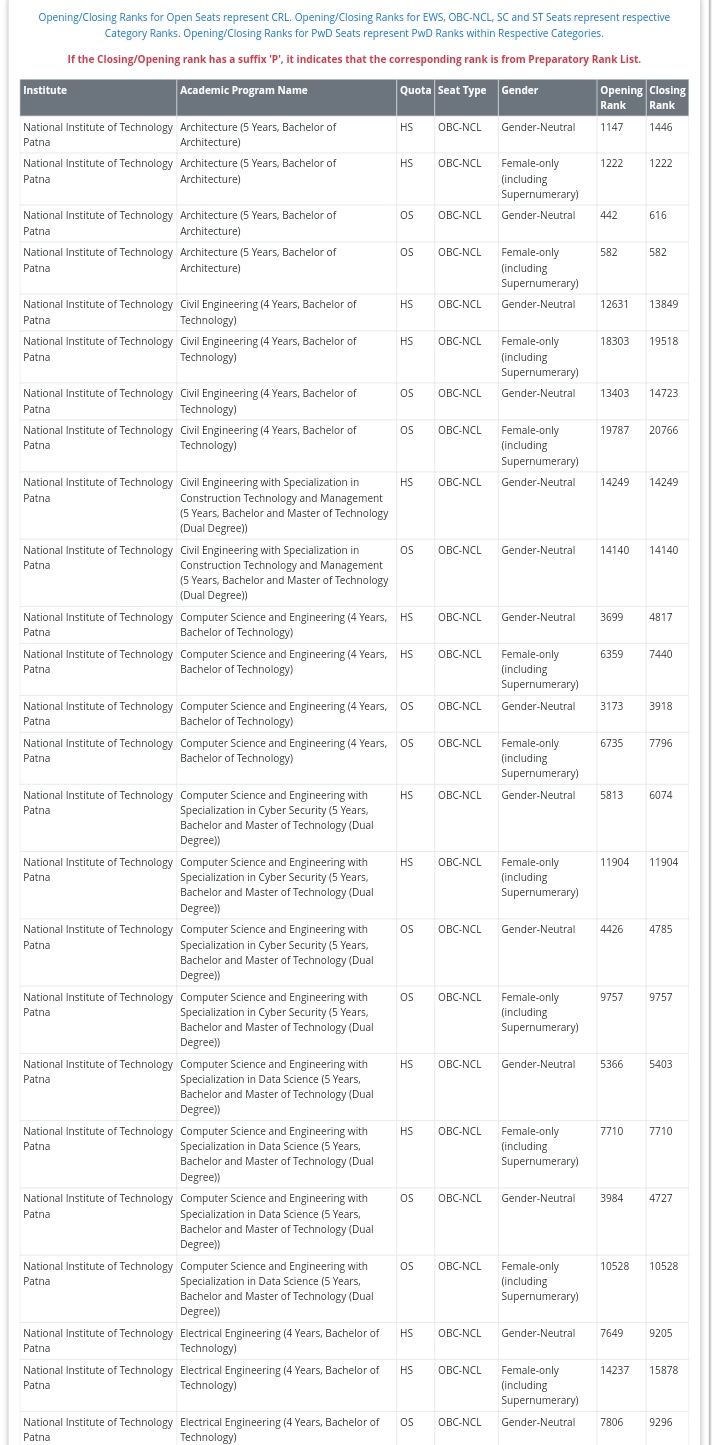 Opening/Closing Ranks for Open Seats represent CRL. Opening/Closing Ranks for EWS, OBC-NCL, SC and ST Seats represent respective
Category Ranks. Opening/Closing Ranks for PwD Seats represent PwD Ranks within Respective Categories.
If the Closing/Opening rank has a suffix 'P', it indicates that the corresponding rank is from Preparatory Rank List.
Institute Academic Program Name Quota Seat Type Gender Opening Closing
Rank Rank
National Institute of Technology Architecture (5 Years, Bachelor of HS OBC-NCL Gender-Neutral 1147 1446
Patna Architecture)
National Institute of Technology Architecture (5 Years, Bachelor of HS OBC-NCL Female-only 1222 1222
Patna Architecture) (including
Supernumerary)
National Institute of Technology Architecture (5 Years, Bachelor of OS OBC-NCL Gender-Neutral 442 616
Patna Architecture)
National Institute of Technology Architecture (5 Years, Bachelor of OS OBC-NCL Female-only 582 582
Patna Architecture) (including
Supernumerary)
National Institute of Technology Civil Engineering (4 Years, Bachelor of HS OBC-NCL Gender-Neutral 12631 13849
Patna Technology)
National Institute of Technology Civil Engineering (4 Years, Bachelor of HS OBC-NCL Female-only 18303 19518
Patna Technology) (including
Supernumerary)
National Institute of Technology Civil Engineering (4 Years, Bachelor of OS OBC-NCL Gender-Neutral 13403 14723
Patna Technology)
National Institute of Technology Civil Engineering (4 Years, Bachelor of OS OBC-NCL Female-only 19787 20766
Patna Technology) (including
Supernumerary)
National Institute of Technology Civil Engineering with Specialization in HS OBC-NCL Gender-Neutral 14249 14249
Patna Construction Technology and Management
(5 Years, Bachelor and Master of Technology
(Dual Degree))
National Institute of Technology Civil Engineering with Specialization in OS OBC-NCL Gender-Neutral 14140 14140
Patna Construction Technology and Management
(5 Years, Bachelor and Master of Technology
(Dual Degree))
National Institute of Technology Computer Science and Engineering (4 Years, HS OBC-NCL Gender-Neutral 3699 4817
Patna Bachelor of Technology)
National Institute of Technology Computer Science and Engineering (4 Years, HS OBC-NCL Female-only 6359 7440
Patna Bachelor of Technology) (including
Supernumerary)
National Institute of Technology Computer Science and Engineering (4 Years, OS OBC-NCL Gender-Neutral 3173 3918
Patna Bachelor of Technology)
National Institute of Technology Computer Science and Engineering (4 Years, OS OBC-NCL Female-only 6735 7796
Patna Bachelor of Technology) (including
Supernumerary)
National Institute of Technology Computer Science and Engineering with HS OBC-NCL Gender-Neutral 5813 6074
Patna Specialization in Cyber Security (5 Years,
Bachelor and Master of Technology (Dual
Degree))
National Institute of Technology Computer Science and Engineering with HS OBC-NCL Female-only 11904 11904
Patna Specialization in Cyber Security (5 Years, (including
Bachelor and Master of Technology (Dual Supernumerary)
Degree))
National Institute of Technology Computer Science and Engineering with OS OBC-NCL Gender-Neutral 4426 4785
Patna Specialization in Cyber Security (5 Years,
Bachelor and Master of Technology (Dual
Degree))
National Institute of Technology Computer Science and Engineering with OS OBC-NCL Female-only 9757 9757
Patna Specialization in Cyber Security (5 Years, (including
Bachelor and Master of Technology (Dual Supernumerary)
Degree))
National Institute of Technology Computer Science and Engineering with HS OBC-NCL Gender-Neutral 5366 5403
Patna Specialization in Data Science (5 Years,
Bachelor and Master of Technology (Dual
Degree))
National Institute of Technology Computer Science and Engineering with HS OBC-NCL Female-only 7710 7710
Patna Specialization in Data Science (5 Years, (including
Bachelor and Master of Technology (Dual Supernumerary)
Degree))
National Institute of Technology Computer Science and Engineering with OS OBC-NCL Gender-Neutral 3984 4727
Patna Specialization in Data Science (5 Years,
Bachelor and Master of Technology (Dual
Degree))
National Institute of Technology Computer Science and Engineering with OS OBC-NCL Female-only 10528 10528
Patna Specialization in Data Science (5 Years, (including
Bachelor and Master of Technology (Dual Supernumerary)
Degree))
National Institute of Technology Electrical Engineering (4 Years, Bachelor of HS OBC-NCL Gender-Neutral 7649 9205
Patna Technology)
National Institute of Technology Electrical Engineering (4 Years, Bachelor of HS OBC-NCL Female-only 14237 15878
Patna Technology) (including
Supernumerary)
National Institute of Technology Electrical Engineering (4 Years, Bachelor of OS OBC-NCL Gender-Neutral 7806 9296
Patna Technology)